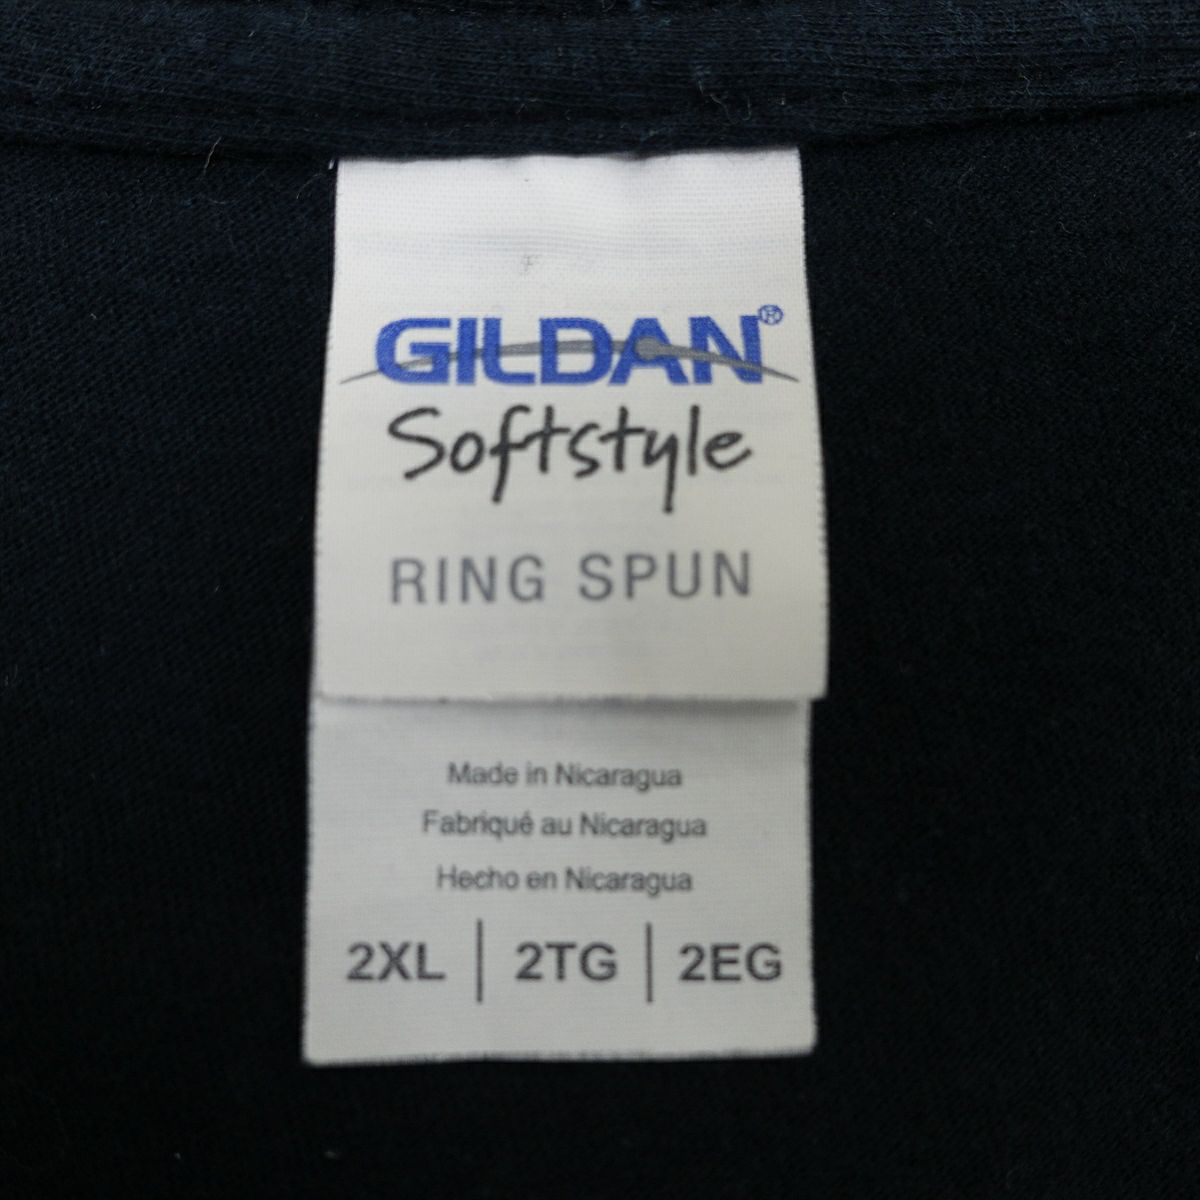 GILDAN®
Softstyle
RING SPUN
Made in Nicaragua
Fabriqué au Nicaragua
Hecho en Nicaragua
2XL | 2TG | 2EG